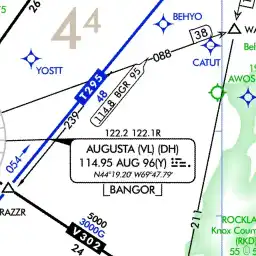 BEHYO
44
38
WA
YOSTT
088
CATUT
T295
48
114.8 BGR 95
AWOS
239
122.2 122.1R
AUGUSTA (VL) (DH)
114.95 AUG 96(Y)
N44°19.20' W69°47.79'
BANGOR
054
RAZZR
5000
3000G
V302
24
211
ROCKLA
Knox Coun
(RKD)
55